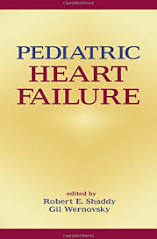 PEDIATRIC
HEART
FAILURE
edited by
Robert E. Shaddy
Gil Wernovsky